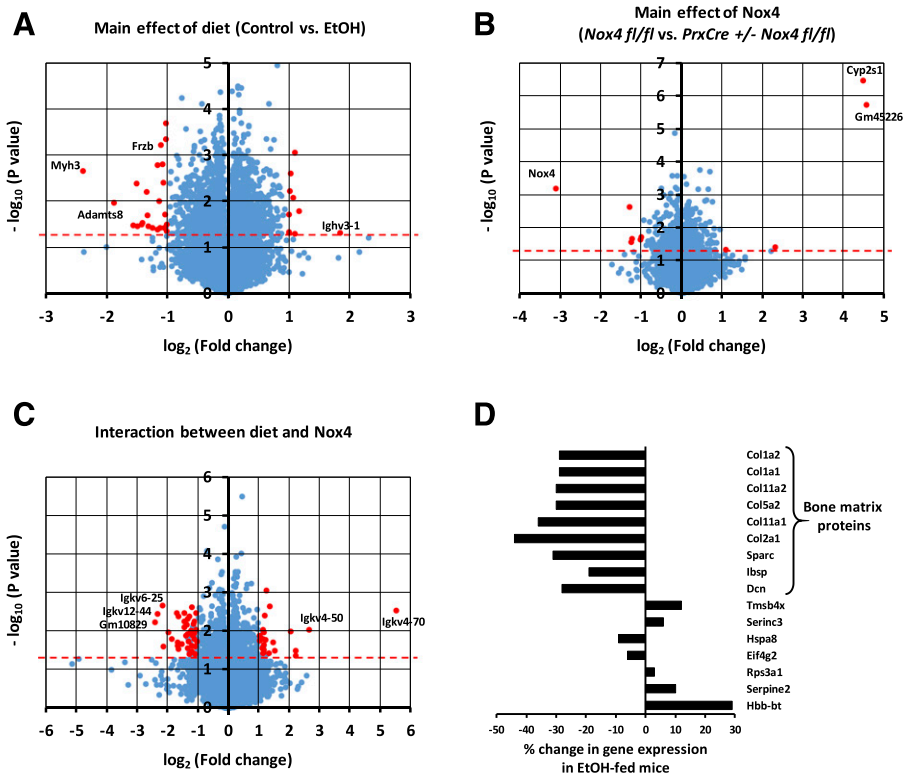 A
Main effect of diet (Control vs. EtOH)
5
4
3
2
1
0
-3
-2
-1
0
1
2
3
- log10 (P value)
log2 (Fold change)
Myh3
Frzb
Adamts8
Ighv3-1
B
Main effect of Nox4
(Nox4 fl/fl vs. PrxCre +/- Nox4 fl/fl)
7
6
5
4
3
2
1
0
-4
-3
-2
-1
0
1
2
3
4
5
- log10 (P value)
log2 (Fold change)
Cyp2s1
Gm45226
Nox4
C
Interaction between diet and Nox4
6
5
4
3
2
1
0
-6
-5
-4
-3
-2
-1
0
1
2
3
4
5
6
- log10 (P value)
log2 (Fold change)
Igkv6-25
Igkv12-44
Gm10829
Igkv4-50
Igkv4-70
D
Col1a2
Col1a1
Col11a2
Col5a2
Col11a1
Col2a1
Sparc
Ibsp
Dcn
Tmsb4x
Serinc3
Hspa8
Eif4g2
Rps3a1
Serpine2
Hbb-bt
Bone matrix
proteins
-50
-40
-30
-20
-10
0
10
20
30
% change in gene expression
in EtOH-fed mice